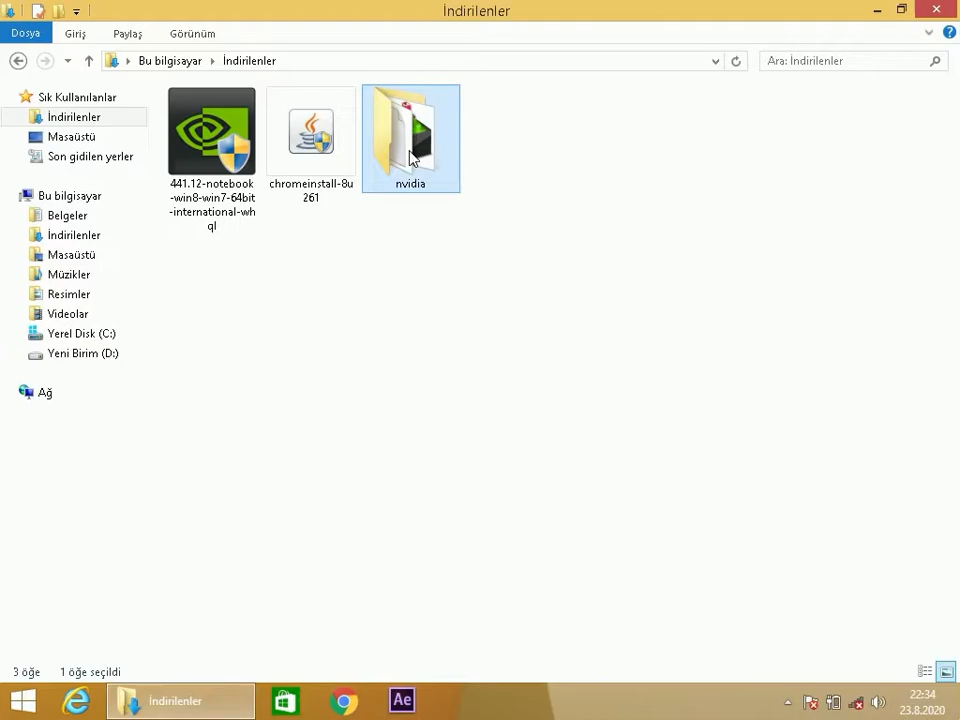 İndirilenler
Dosya
Giriş
Paylaş
Görünüm
Bu bilgisayar
İndirilenler
Ara: İndirilenler
Sık Kullanılanlar
İndirilenler
Masaüstü
Son gidilen yerler
Bu bilgisayar
Belgeler
İndirilenler
Masaüstü
Müzikler
Resimler
Videolar
Yerel Disk (C:)
Yeni Birim (D:)
Ağ
441.12-notebook
-win8-win7-64bit
-international-wh
ql
chromeinstall-8u
261
nvidia
3 öğe
1 öğe seçildi
İndirilenler
Ae
22:34
23.8.2020